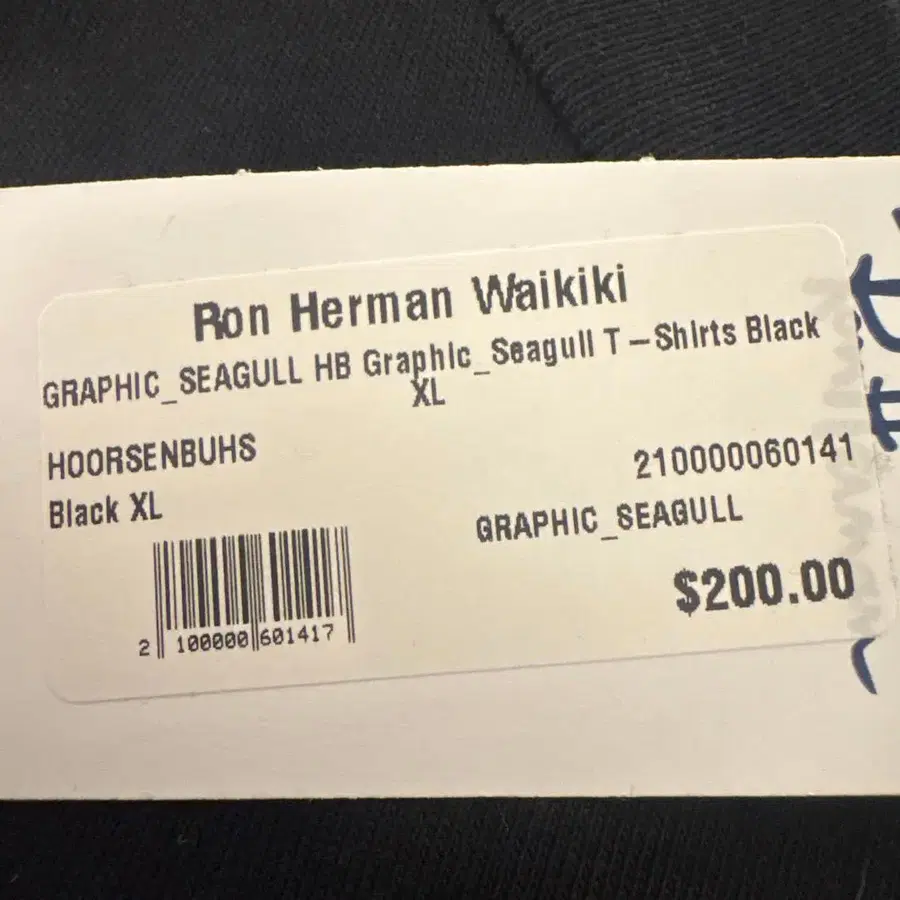 Ron Herman Waikiki
GRAPHIC_SEAGULL HB Graphic_Seagull T-Shirts Black
XL
HOORSENBUHS
210000060141
Black XL
GRAPHIC_SEAGULL
$200.00
2 100000 601417